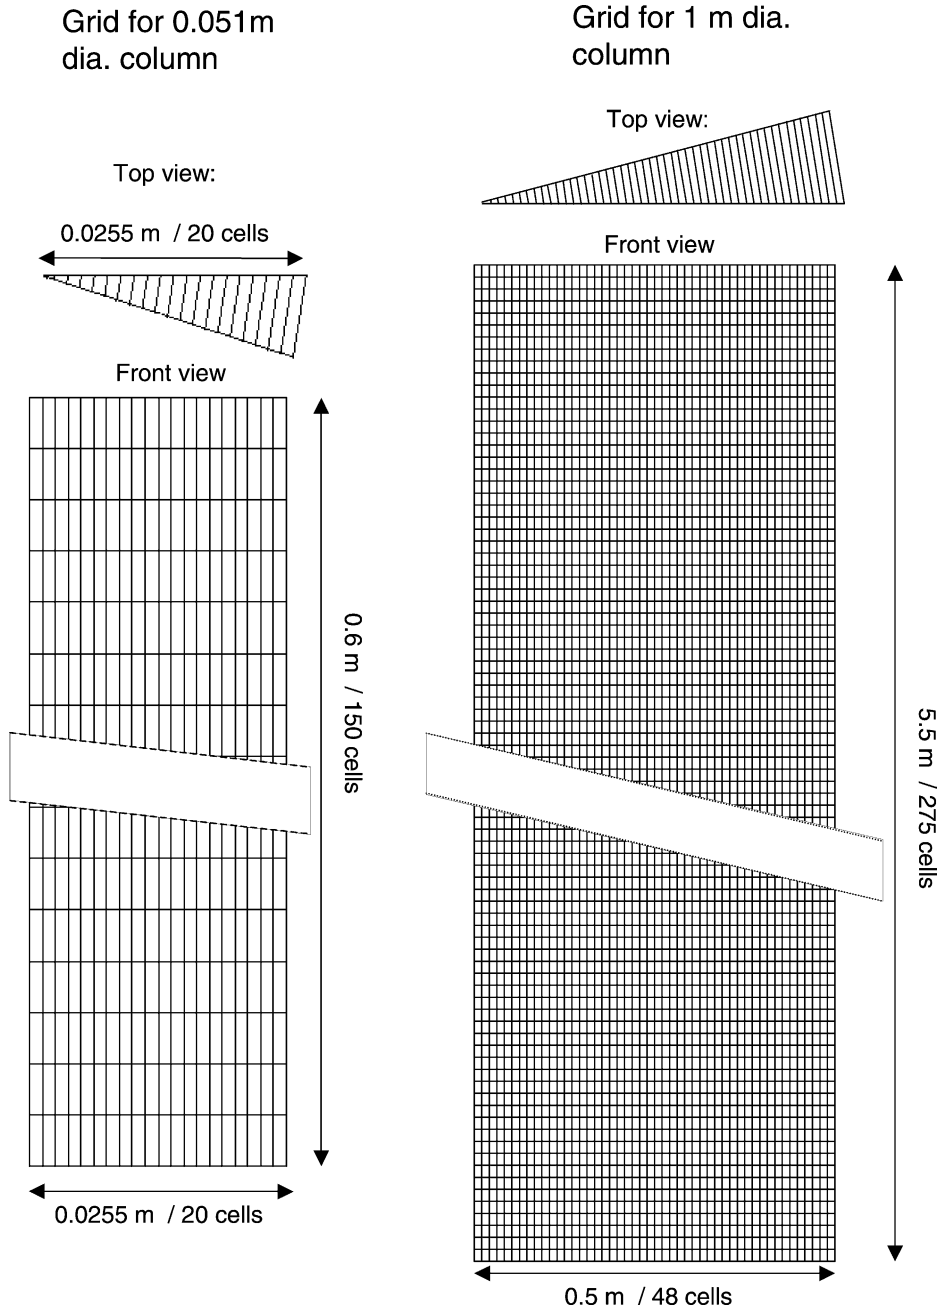 Grid for 0.051m
dia. column
Top view:
0.0255 m / 20 cells
Front view
0.6 m / 150 cells
0.0255 m / 20 cells
Grid for 1 m dia.
column
Top view:
Front view
5.5 m / 275 cells
0.5 m / 48 cells